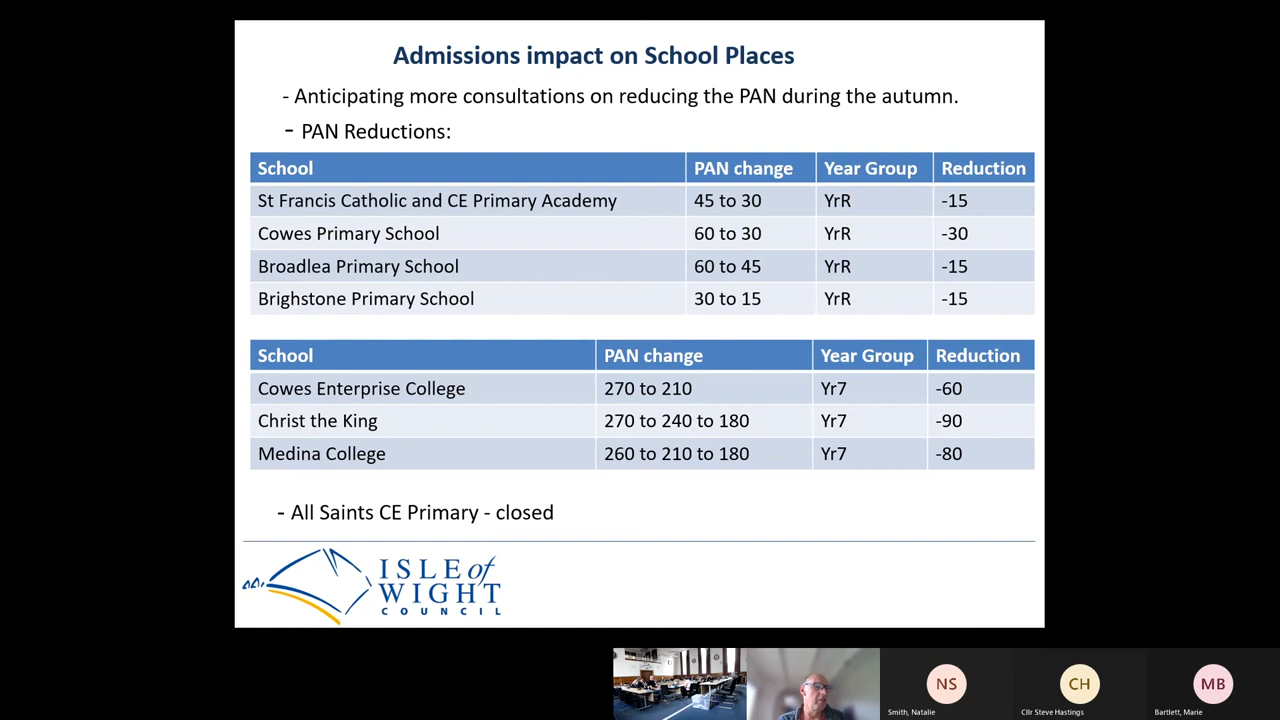 Admissions impact on School Places
- Anticipating more consultations on reducing the PAN during the autumn.
- PAN Reductions:
School PAN change Year Group Reduction
St Francis Catholic and CE Primary Academy 45 to 30 YrR -15
Cowes Primary School 60 to 30 YrR -30
Broadlea Primary School 60 to 45 YrR -15
Brighstone Primary School 30 to 15 YrR -15
School PAN change Year Group Reduction
Cowes Enterprise College 270 to 210 Yr7 -60
Christ the King 270 to 240 to 180 Yr7 -90
Medina College 260 to 210 to 180 Yr7 -80
- All Saints CE Primary - closed
ISLE of
WIGHT
COUNCIL
NS CH MB
Smith, Natalie Cllr Steve Hastings Bartlett, Marie